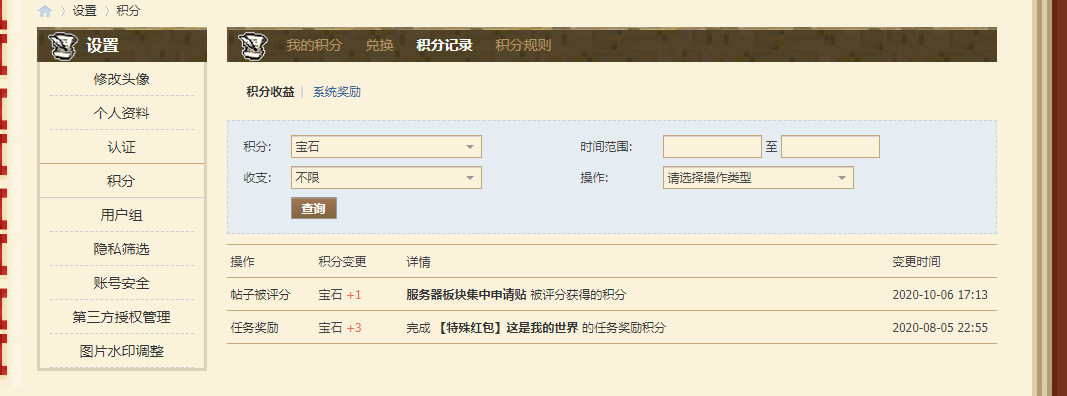 设置 积分
设置
修改头像
个人资料
认证
积分
用户组
隐私筛选
账号安全
第三方授权管理
图片水印调整
我的积分 兑换 积分记录 积分规则
积分收益 系统奖励
积分: 宝石 时间范围: 至
收支: 不限 操作: 请选择操作类型
查询
操作 积分变更 详情 变更时间
帖子被评分 宝石 +1 服务器板块集中申请贴 被评分获得的积分 2020-10-06 17:13
任务奖励 宝石 +3 完成 【特殊红包】这是我的世界 的任务奖励积分 2020-08-05 22:55